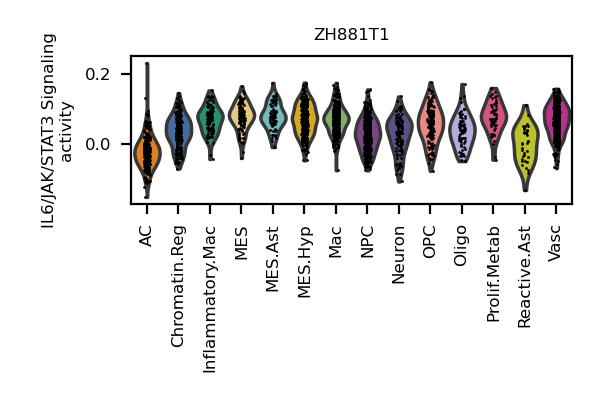 ZH881T1
IL6/JAK/STAT3 Signaling
activity
0.2
0.0
AC
Chromatin.Reg
Inflammatory.Mac
MES
MES.Ast
MES.Hyp
Mac
NPC
Neuron
OPC
Oligo
Prolif.Metab
Reactive.Ast
Vasc